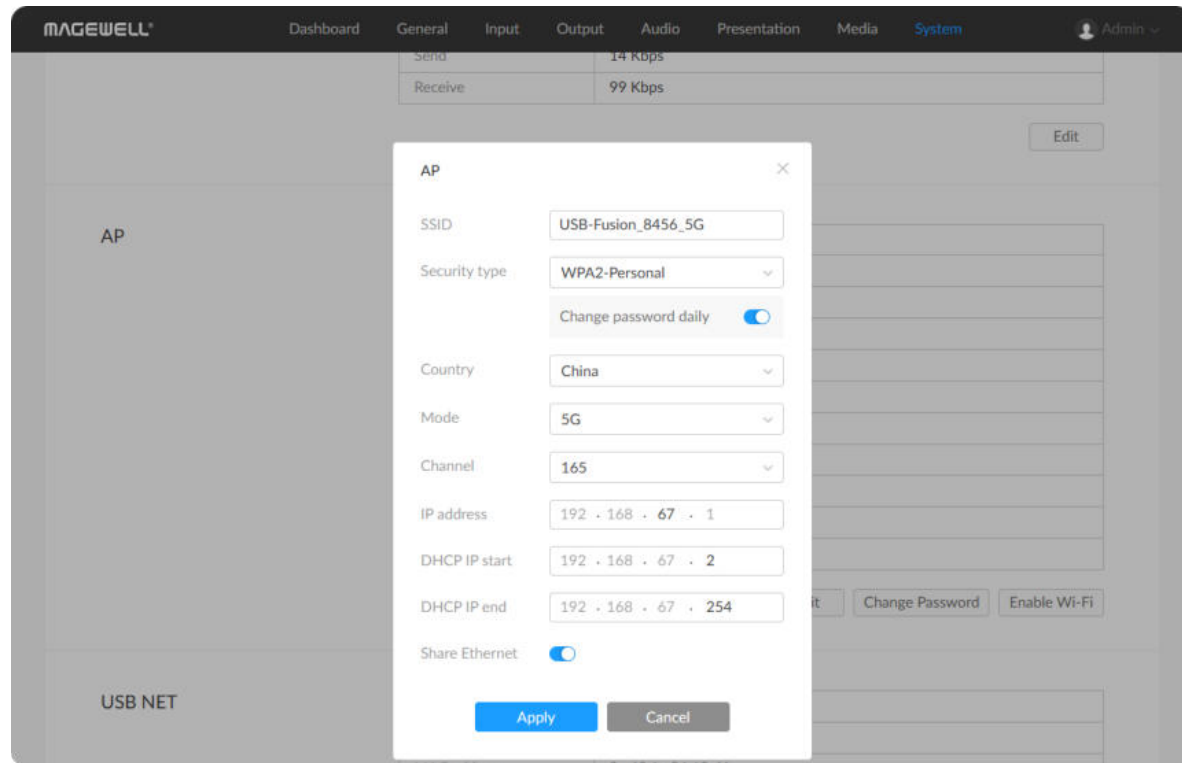 MAGEWELL® Dashboard General Input Output Audio Presentation Media System Admin
Send 14 Kbps
Receive 99 Kbps
Edit
AP
AP
SSID USB-Fusion_8456_5G
Security type WPA2-Personal
Change password daily
Country China
Mode 5G
Channel 165
IP address 192 . 168 . 67 . 1
DHCP IP start 192 . 168 . 67 . 2
DHCP IP end 192 . 168 . 67 . 254
Change Password Enable Wi-Fi
Share Ethernet
USB NET
Apply Cancel